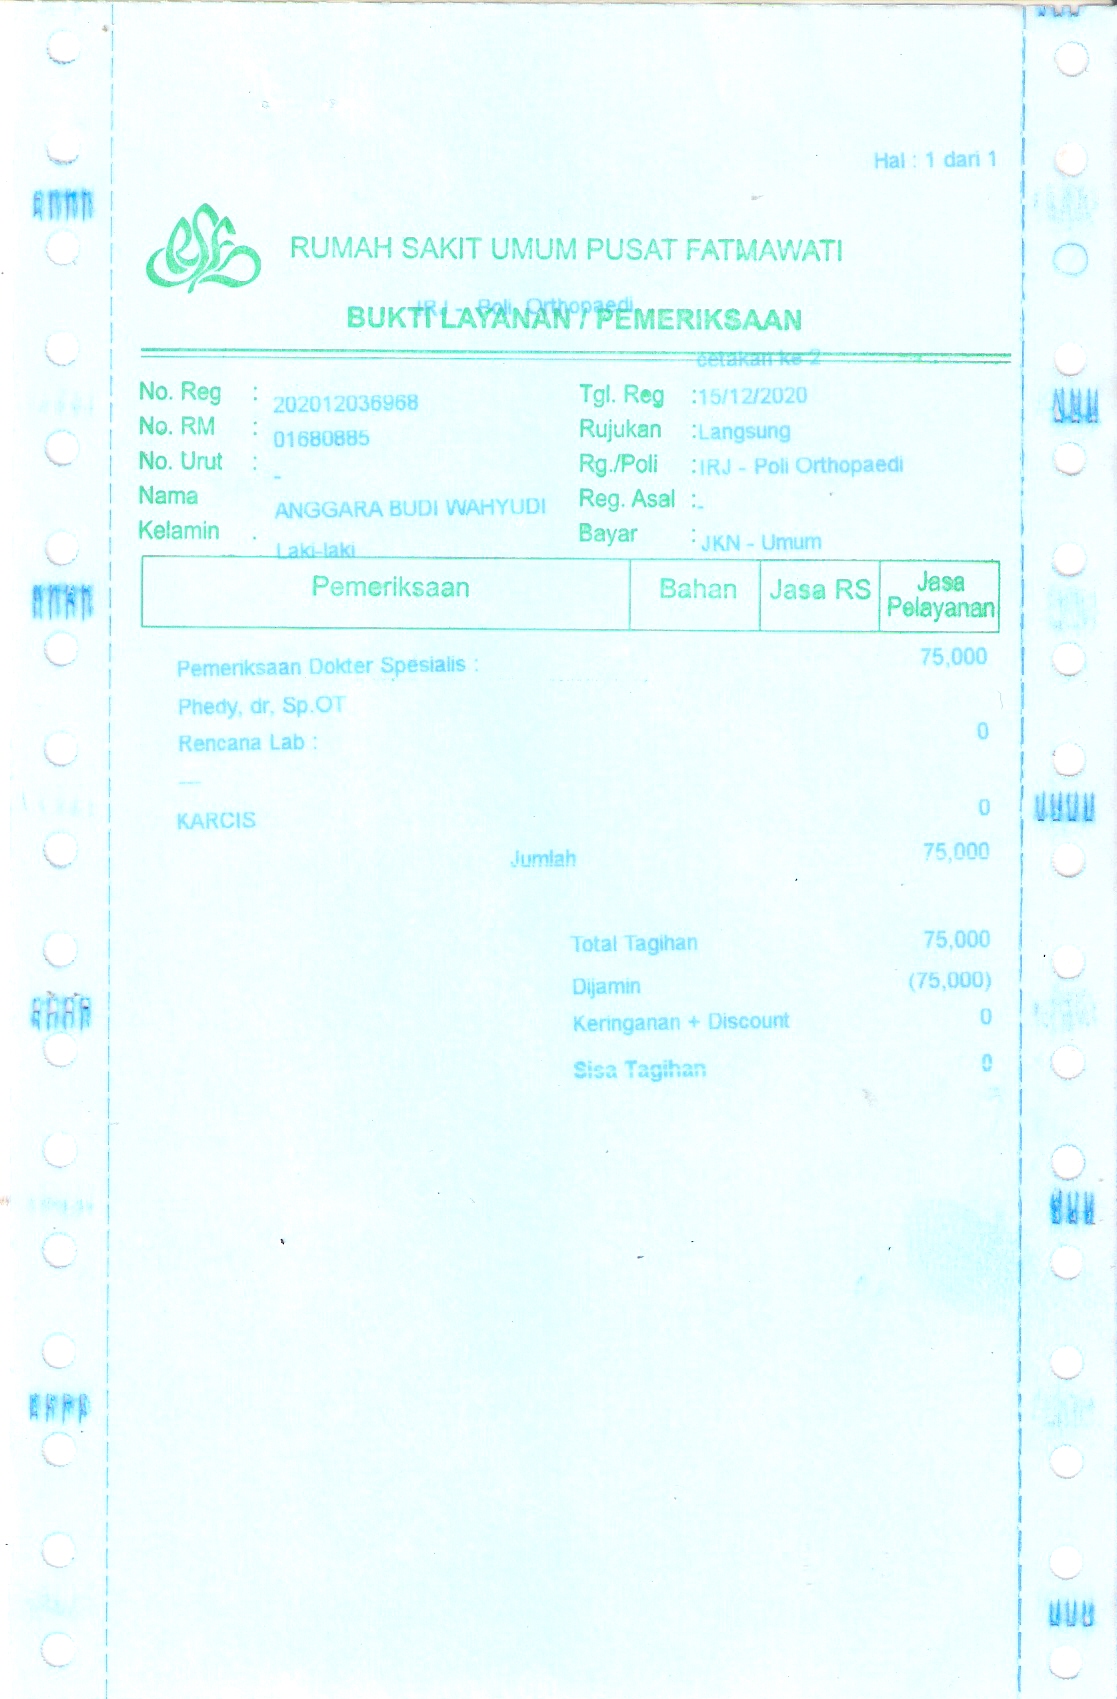 Hal : 1 dari 1
RUMAH SAKIT UMUM PUSAT FATMAWATI
IRJ - Poli Orthopaedi
BUKTI LAYANAN / PEMERIKSAAN
cetakan ke 2
No. Reg : 202012036968 Tgl. Reg :15/12/2020
No. RM : 01680885 Rujukan :Langsung
No. Urut : - Rg./Poli :IRJ - Poli Orthopaedi
Nama ANGGARA BUDI WAHYUDI Reg. Asal :-
Kelamin . Laki-laki Bayar : JKN - Umum
Pemeriksaan Bahan Jasa RS Jasa Pelayanan
Pemeriksaan Dokter Spesialis : 75,000
Phedy, dr, Sp.OT
Rencana Lab : 0
---
KARCIS 0
Jumlah 75,000
Total Tagihan 75,000
Dijamin (75,000)
Keringanan + Discount 0
Sisa Tagihan 0